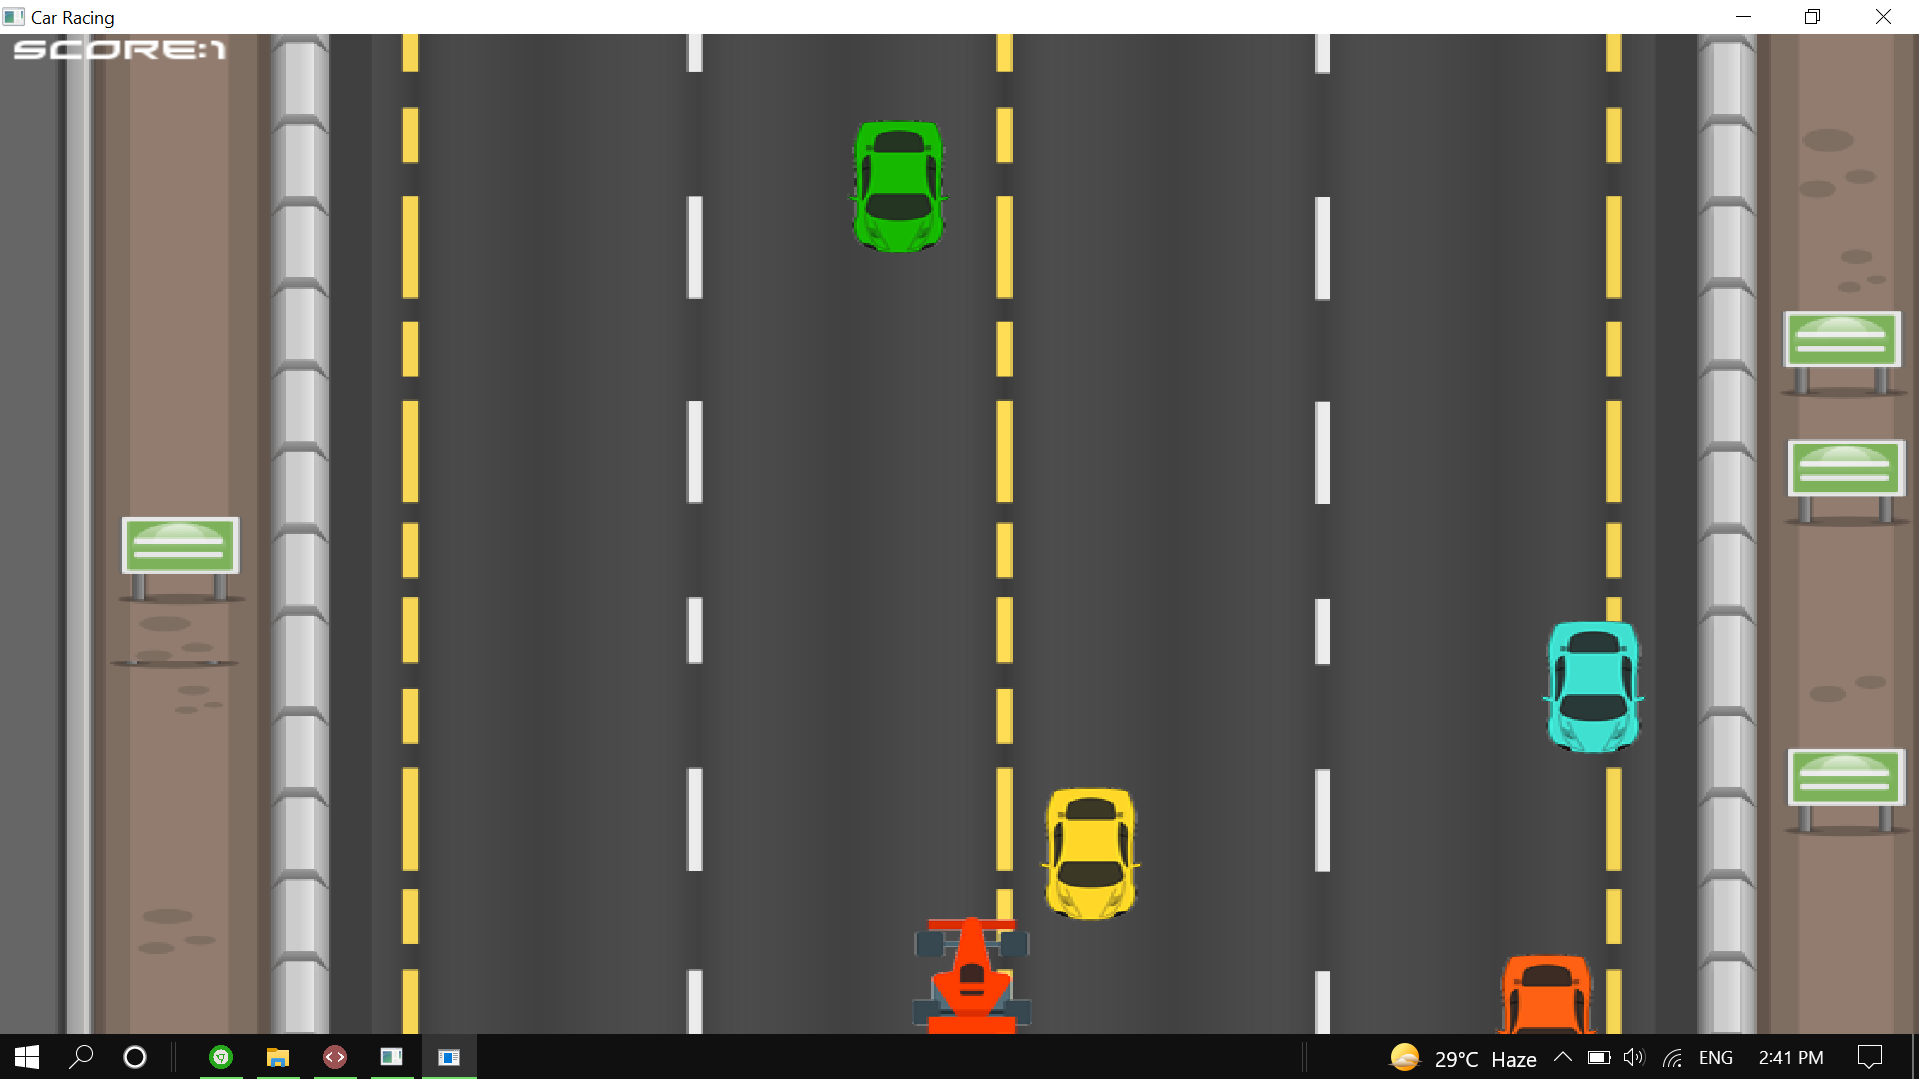 Car Racing
SCORE:1
29°C Haze
ENG
2:41 PM